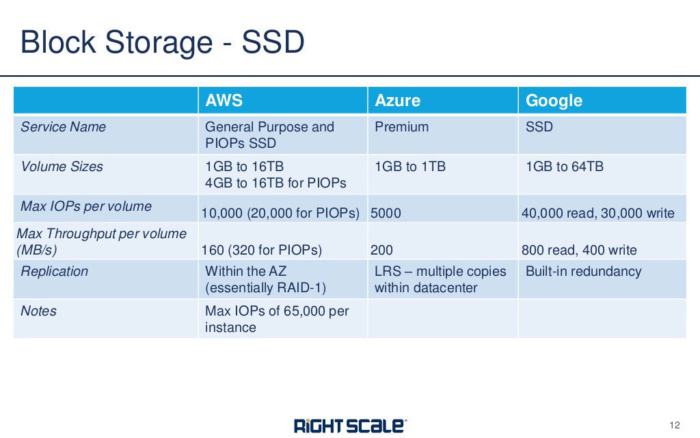 Block Storage - SSD
AWS
Azure
Google
Service Name
General Purpose and
PIOPs SSD
Premium
SSD
Volume Sizes
1GB to 16TB
4GB to 16TB for PIOPs
1GB to 1TB
1GB to 64TB
Max IOPs per volume
10,000 (20,000 for PIOPs)
5000
40,000 read, 30,000 write
Max Throughput per volume
(MB/s)
160 (320 for PIOPs)
200
800 read, 400 write
Replication
Within the AZ
(essentially RAID-1)
LRS – multiple copies
within datacenter
Built-in redundancy
Notes
Max IOPs of 65,000 per
instance
RIGHTSCALE
12